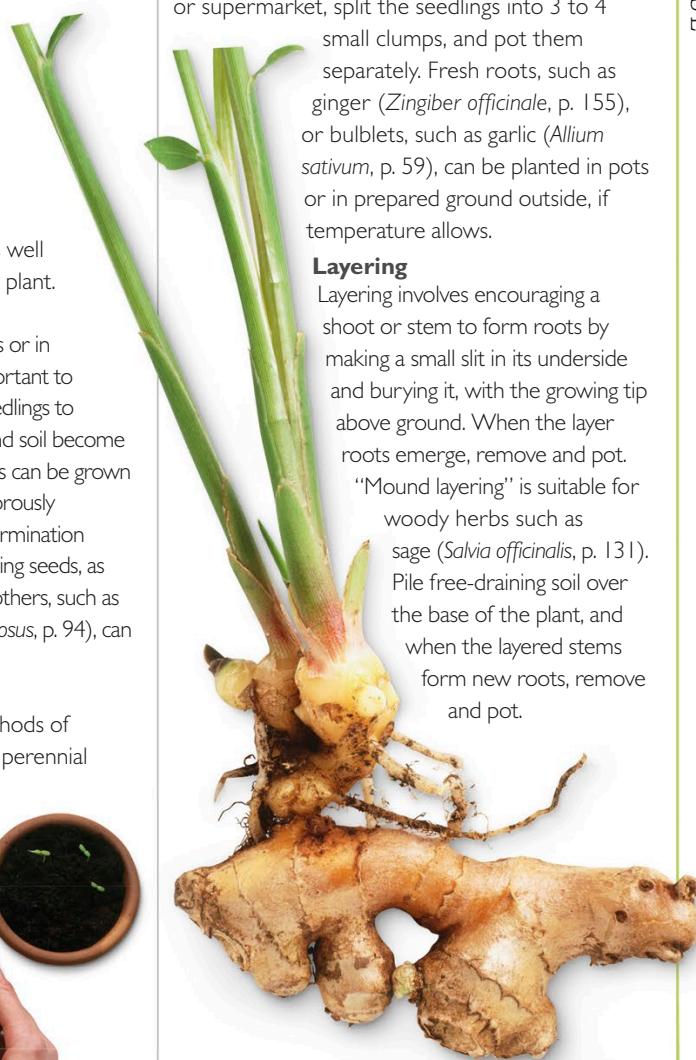 well
plant.
s or in
ortant to
edlings to
nd soil become
s can be grown
orously
rmination
ing seeds, as
others, such as
osus, p. 94), can
hods of
perennial
or supermarket, split the seedlings into 3 to 4
small clumps, and pot them
separately. Fresh roots, such as
ginger (Zingiber officinale, p. 155),
or bulblets, such as garlic (Allium
sativum, p. 59), can be planted in pots
or in prepared ground outside, if
temperature allows.
Layering
Layering involves encouraging a
shoot or stem to form roots by
making a small slit in its underside
and burying it, with the growing tip
above ground. When the layer
roots emerge, remove and pot.
“Mound layering” is suitable for
woody herbs such as
sage (Salvia officinalis, p. 131).
Pile free-draining soil over
the base of the plant, and
when the layered stems
form new roots, remove
and pot.